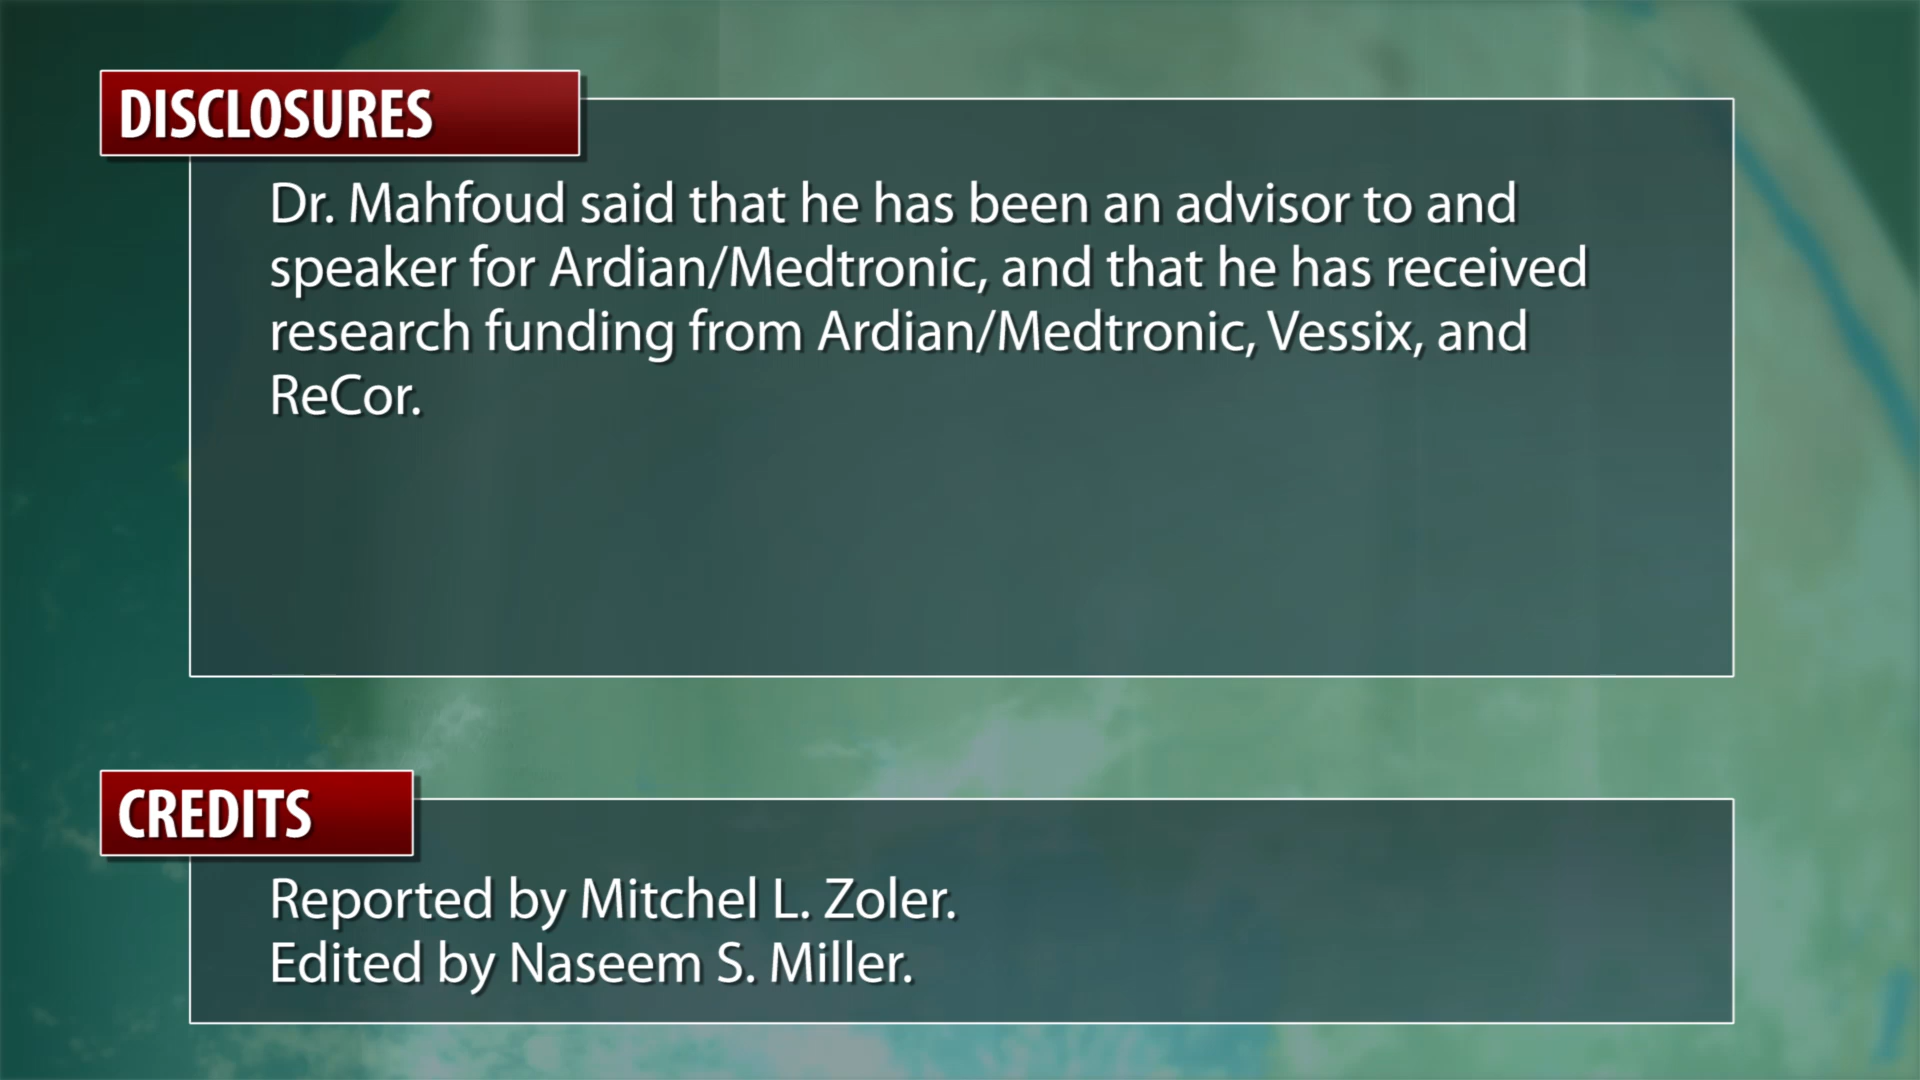 DISCLOSURES
Dr. Mahfoud said that he has been an advisor to and
speaker for Ardian/Medtronic, and that he has received
research funding from Ardian/Medtronic, Vessix, and
ReCor.
CREDITS
Reported by Mitchel L. Zoler.
Edited by Naseem S. Miller.